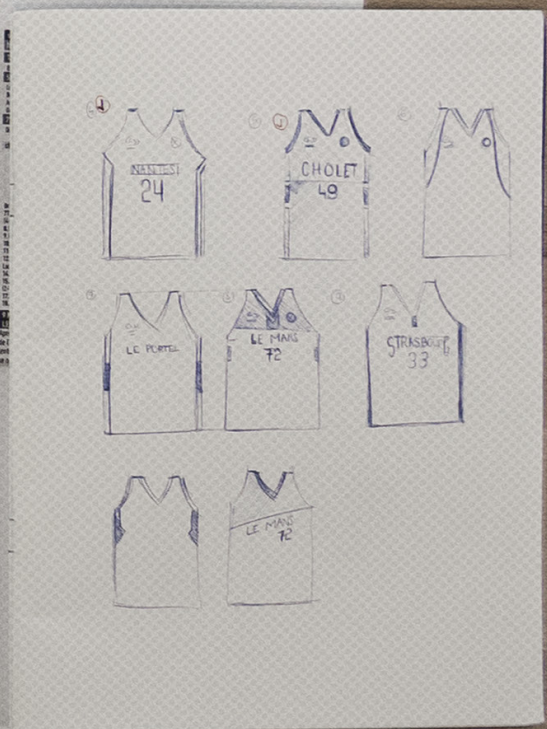 NANTES
24
CHOLET
49
LE PORTEL
LE MANS
72
STRASBOURG
33
LE MANS
72